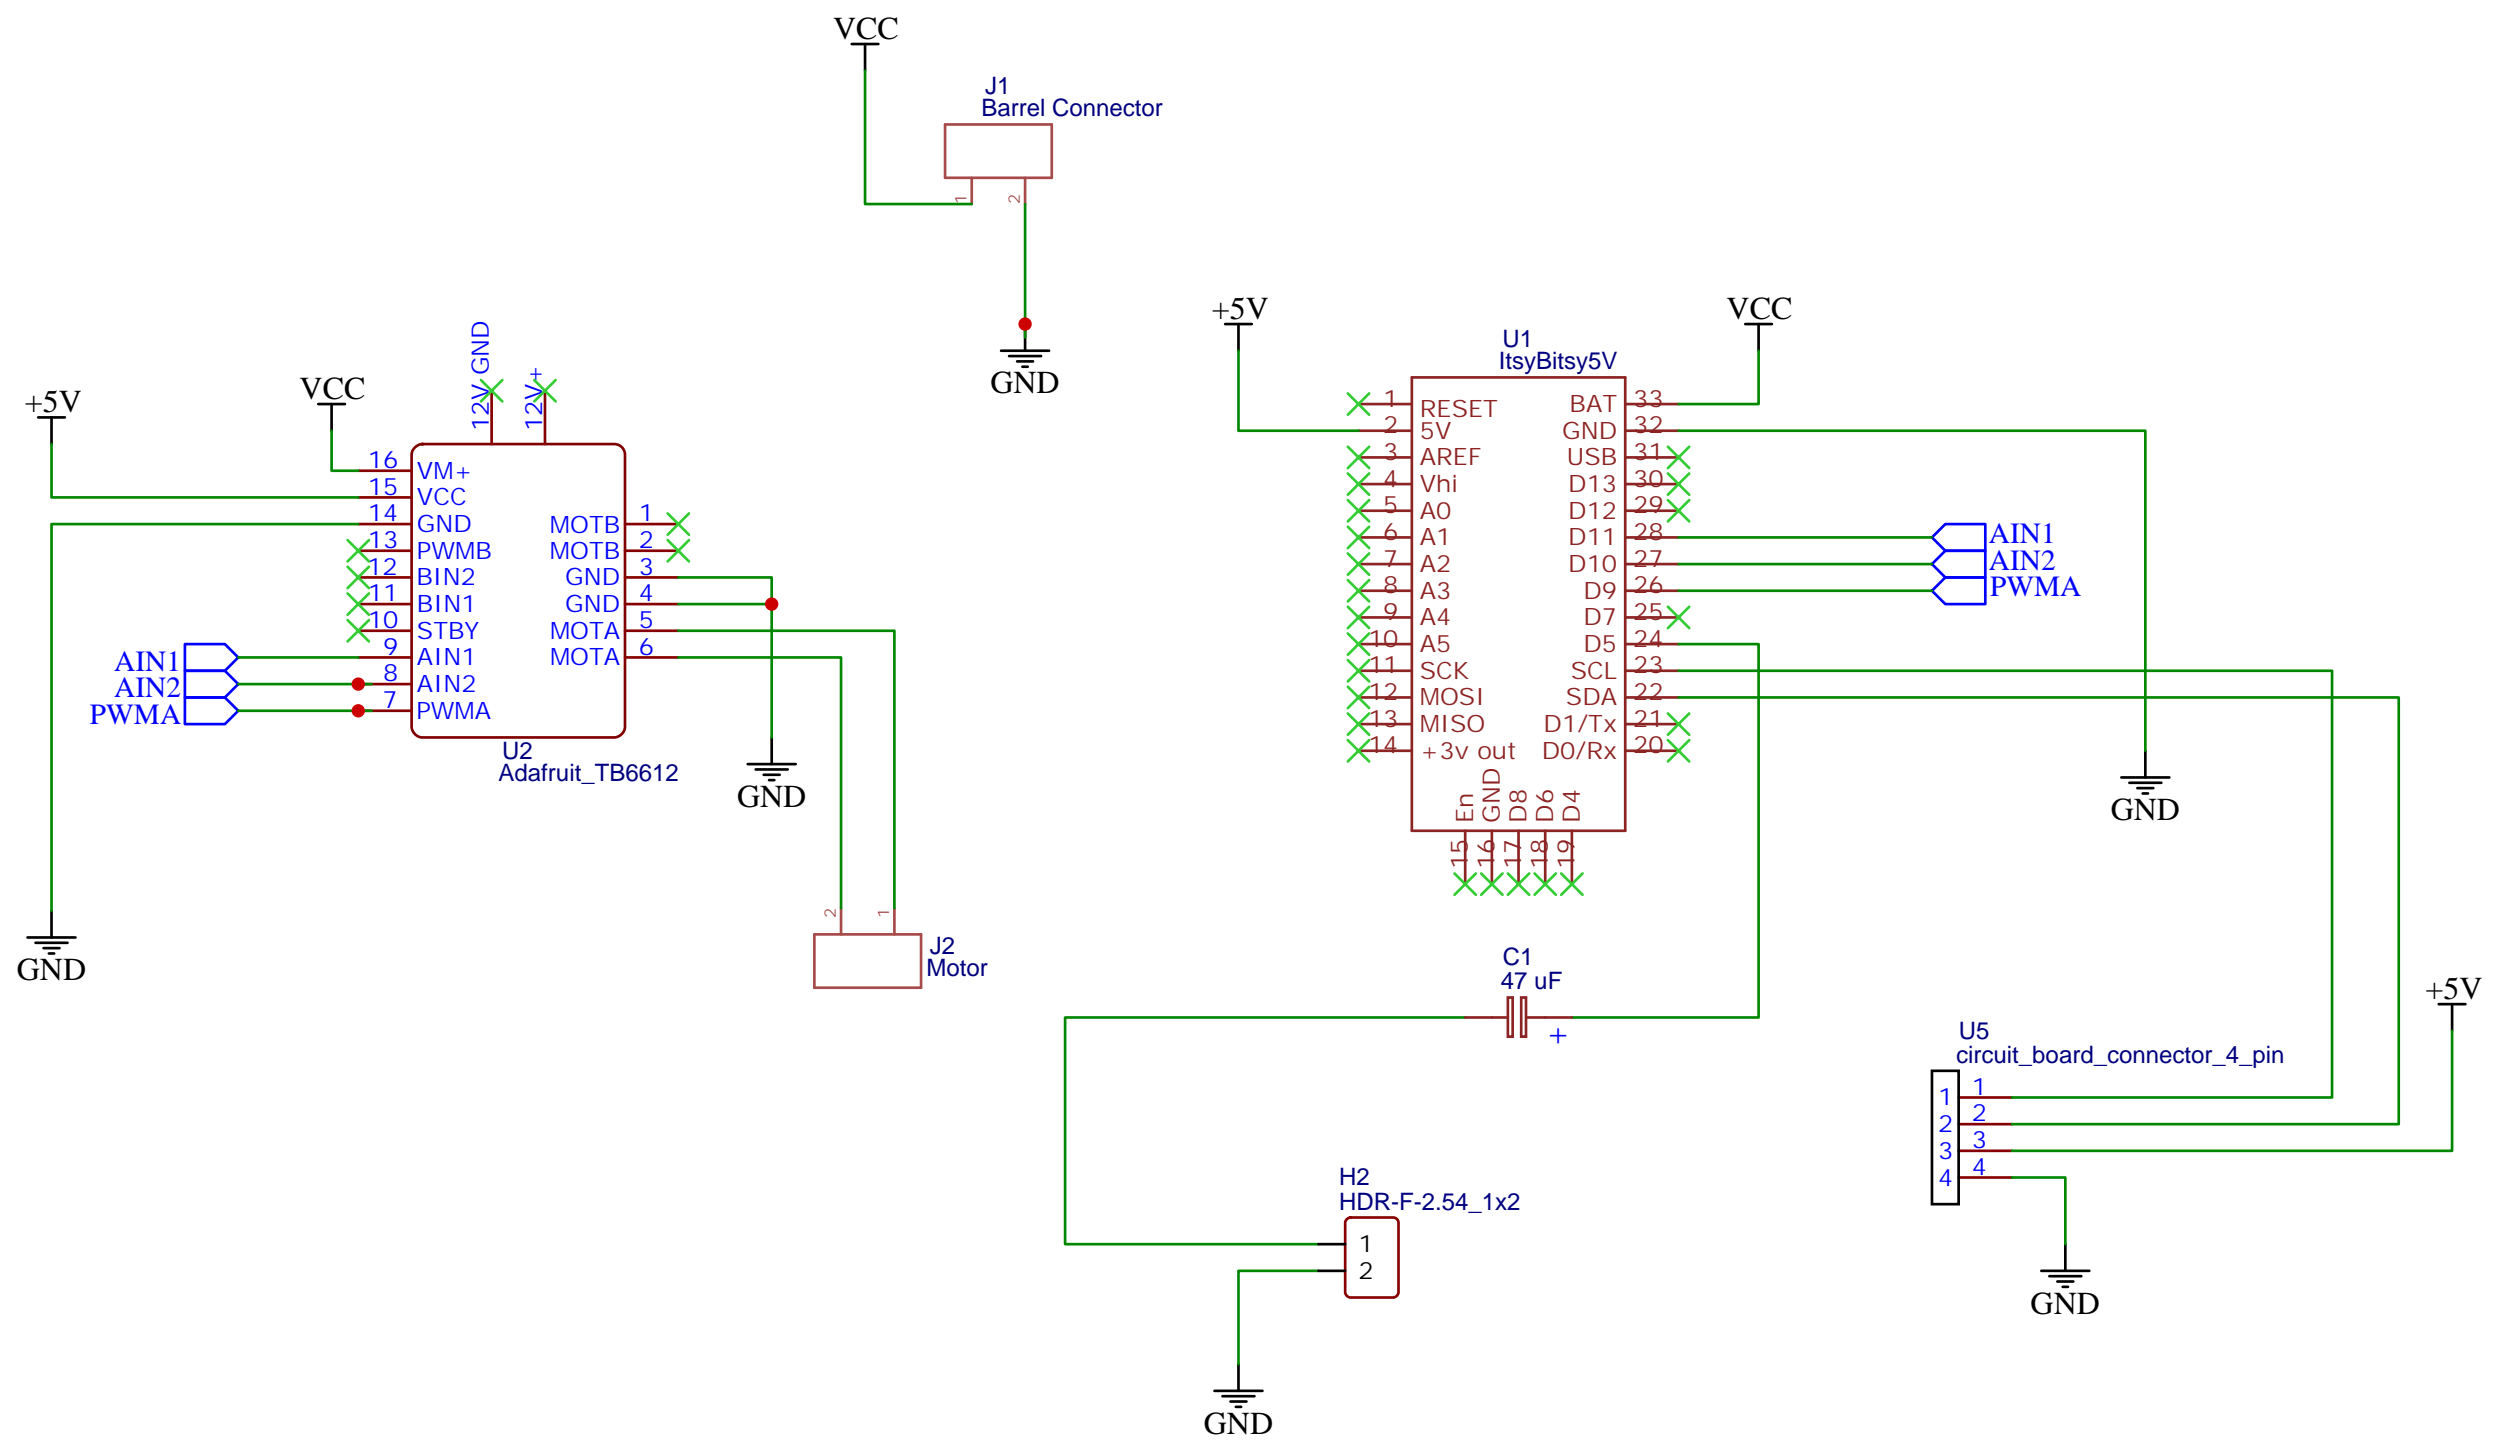 VCC
J1
Barrel Connector
1
2
GND
+5V
VCC
12V GND
12V+
16 VM+
15 VCC
14 GND
13 PWMB
12 BIN2
11 BIN1
10 STBY
9 AIN1
8 AIN2
7 PWMA
MOTB 1
MOTB 2
GND 3
GND 4
MOTA 5
MOTA 6
AIN1
AIN2
PWMA
U2
Adafruit_TB6612
GND
GND
2
1
J2
Motor
+5V
VCC
U1
ItsyBitsy5V
1 RESET
2 5V
3 AREF
4 Vhi
5 A0
6 A1
7 A2
8 A3
9 A4
10 A5
11 SCK
12 MOSI
13 MISO
14 +3v out
BAT 33
GND 32
USB 31
D13 30
D12 29
D11 28
D10 27
D9 26
D7 25
D5 24
SCL 23
SDA 22
D1/Tx 21
D0/Rx 20
En 15
GND 16
D8 17
D6 18
D4 19
AIN1
AIN2
PWMA
GND
C1
47 uF
+
H2
HDR-F-2.54_1x2
1
2
GND
+5V
U5
circuit_board_connector_4_pin
1 1
2 2
3 3
4 4
GND